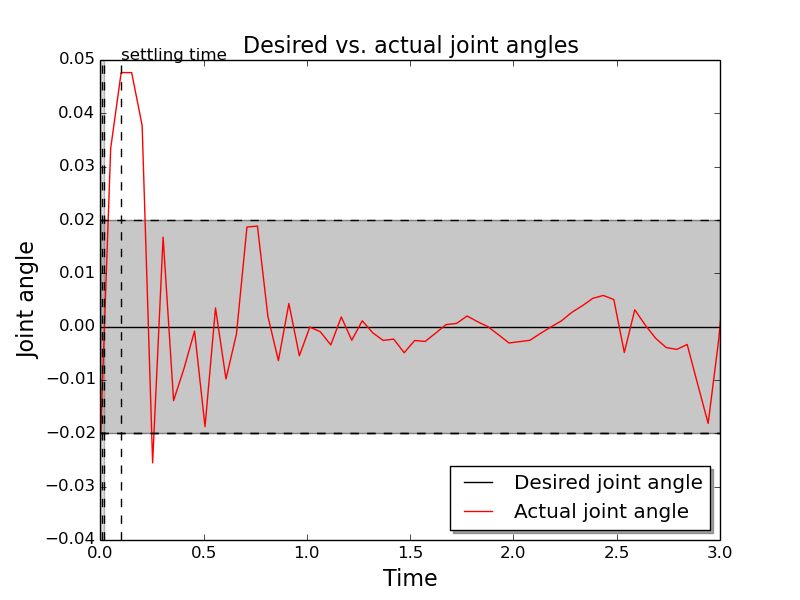 settling time
Desired vs. actual joint angles
0.05
0.04
0.03
0.02
0.01
0.00
−0.01
−0.02
−0.03
−0.04
Joint angle
Desired joint angle
Actual joint angle
0.0 0.5 1.0 1.5 2.0 2.5 3.0
Time